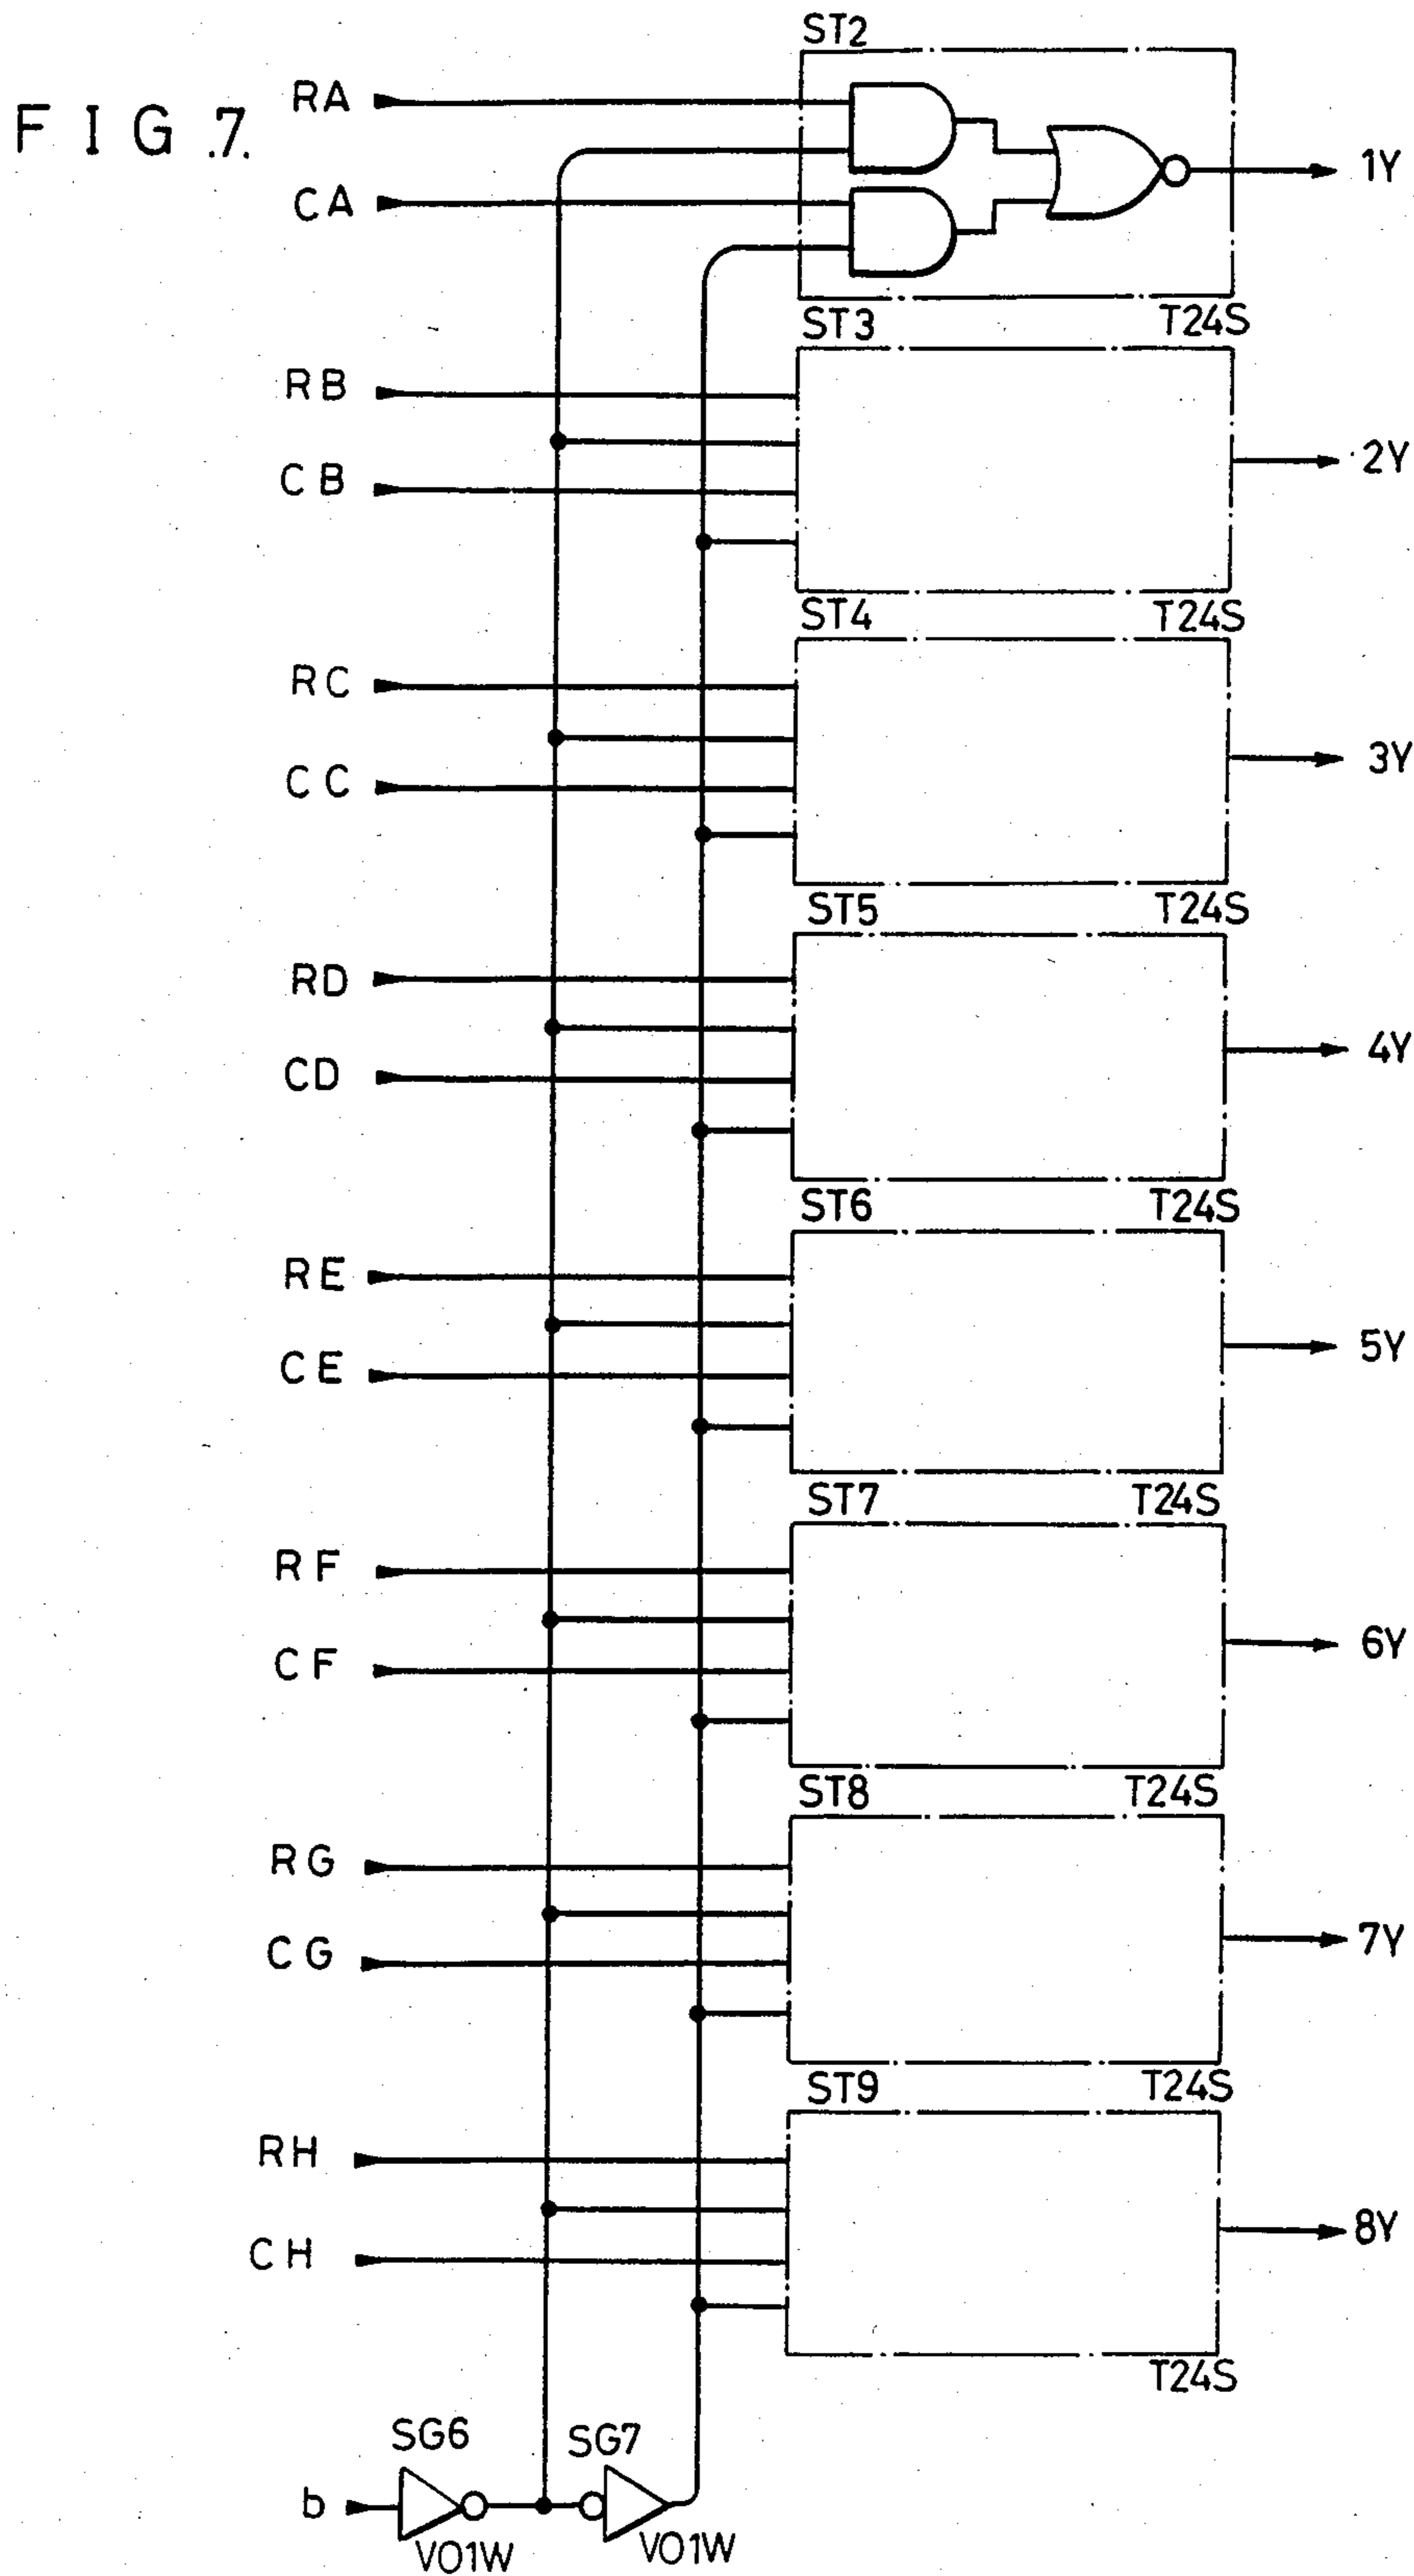 FIG.7.
ST2
RA
CA
1Y
T24S
ST3
RB
CB
2Y
T24S
ST4
RC
CC
3Y
T24S
ST5
RD
CD
4Y
T24S
ST6
RE
CE
5Y
T24S
ST7
RF
CF
6Y
T24S
ST8
RG
CG
7Y
T24S
ST9
RH
CH
8Y
T24S
SG6
SG7
b
V01W
V01W